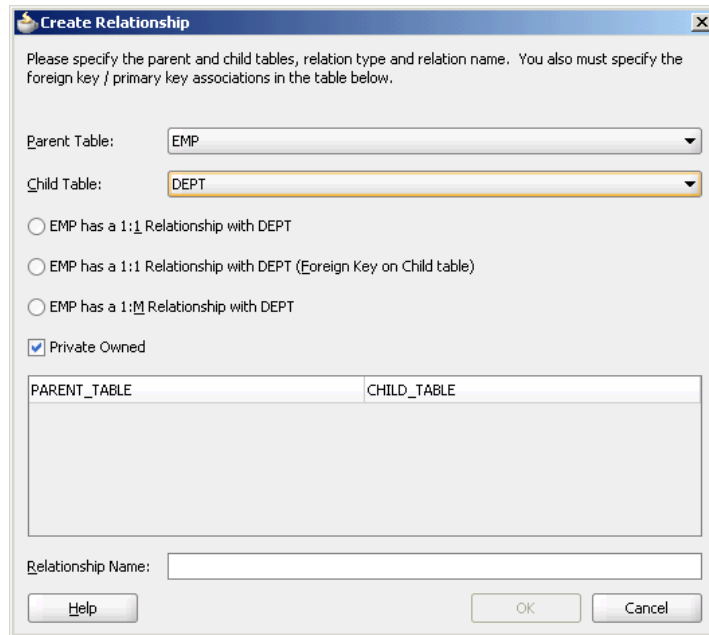 Create Relationship
Please specify the parent and child tables, relation type and relation name. You also must specify the
foreign key / primary key associations in the table below.
Parent Table: EMP
Child Table: DEPT
EMP has a 1:1 Relationship with DEPT
EMP has a 1:1 Relationship with DEPT (Foreign Key on Child table)
EMP has a 1:M Relationship with DEPT
Private Owned
PARENT_TABLE CHILD_TABLE
Relationship Name:
Help OK Cancel